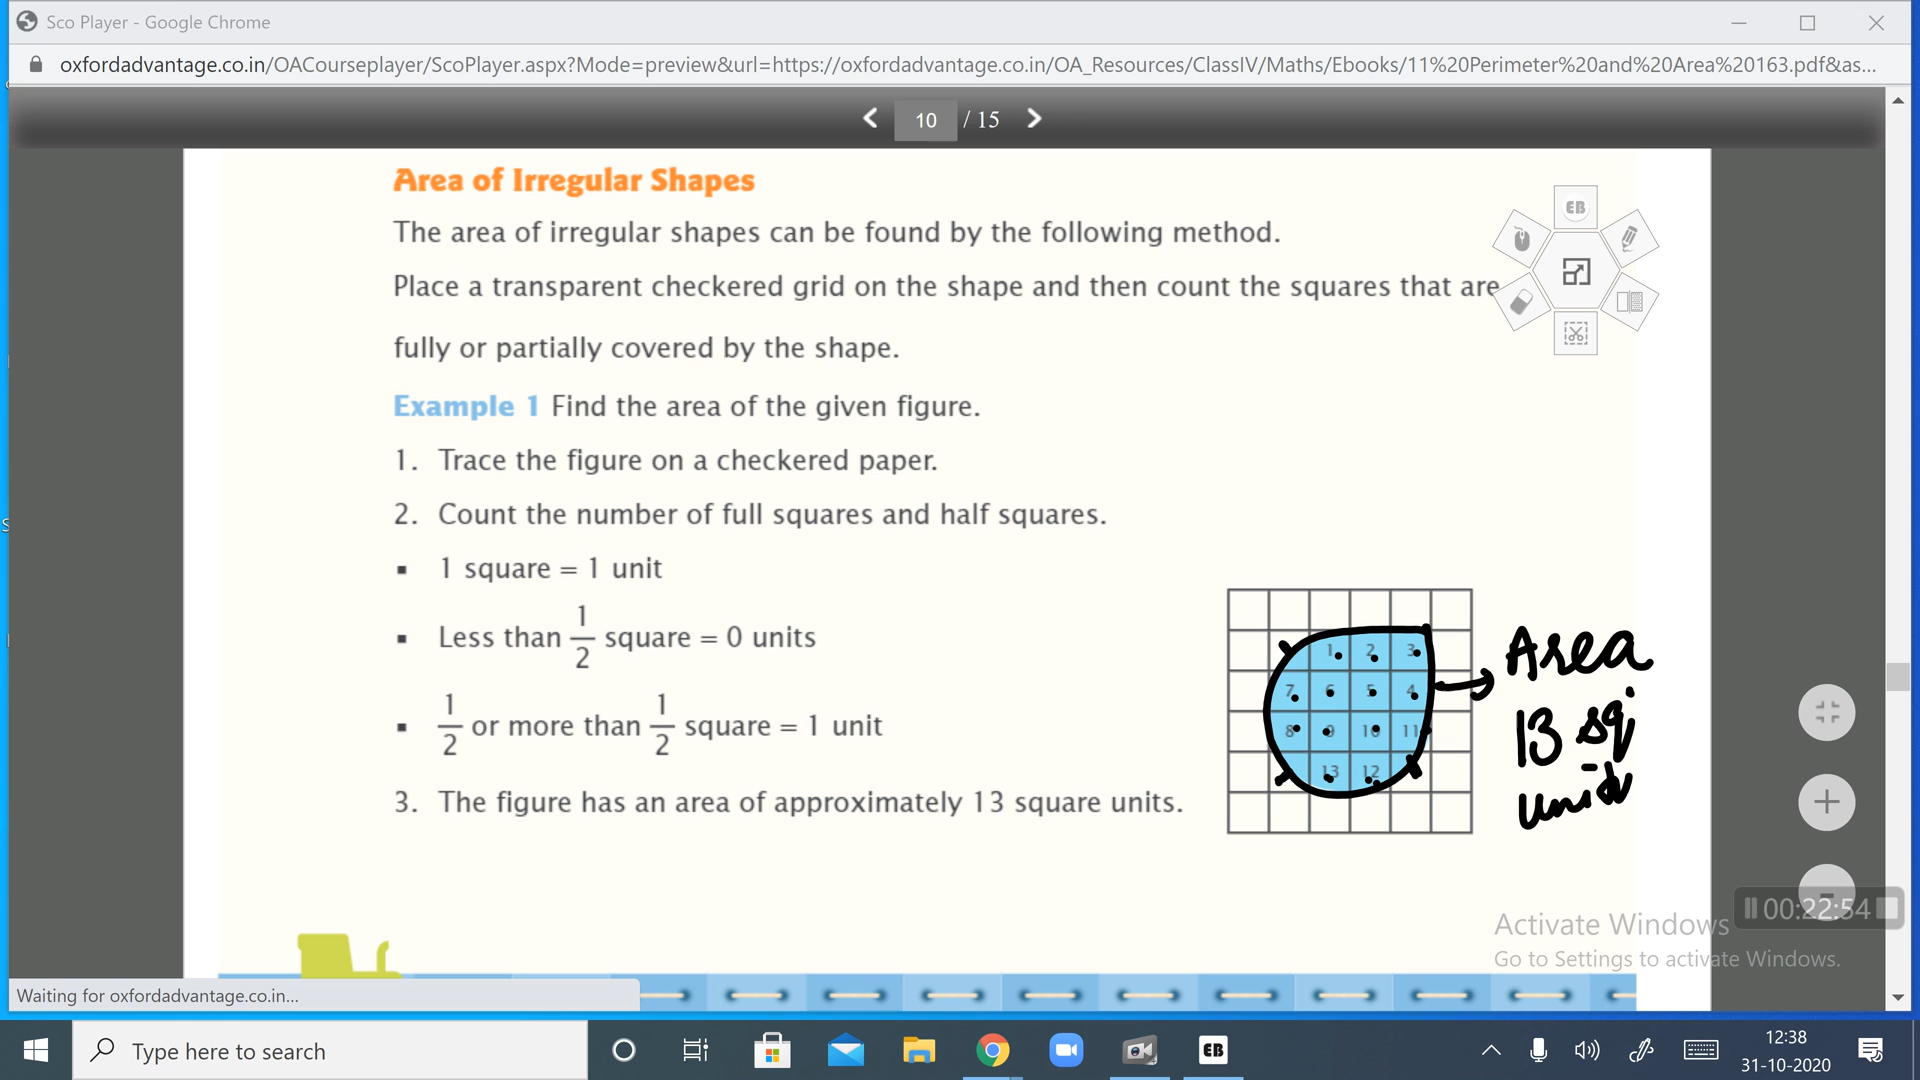 Sco Player - Google Chrome
oxfordadvantage.co.in/OACourseplayer/ScoPlayer.aspx?Mode=preview&url=https://oxfordadvantage.co.in/OA_Resources/ClassIV/Maths/Ebooks/11%20Perimeter%20and%20Area%20163.pdf&as...
10 / 15
Area of Irregular Shapes
EB
The area of irregular shapes can be found by the following method.
Place a transparent checkered grid on the shape and then count the squares that are
fully or partially covered by the shape.
Example 1 Find the area of the given figure.
1. Trace the figure on a checkered paper.
2. Count the number of full squares and half squares.
▪ 1 square = 1 unit
▪ Less than 1/2 square = 0 units
▪ 1/2 or more than 1/2 square = 1 unit
3. The figure has an area of approximately 13 square units.
1 2 3
7 6 5 4
8 9 10 11
13 12
Area
13 sq
units
00:22:54
Activate Windows
Go to Settings to activate Windows.
Waiting for oxfordadvantage.co.in...
Type here to search
EB
12:38
31-10-2020